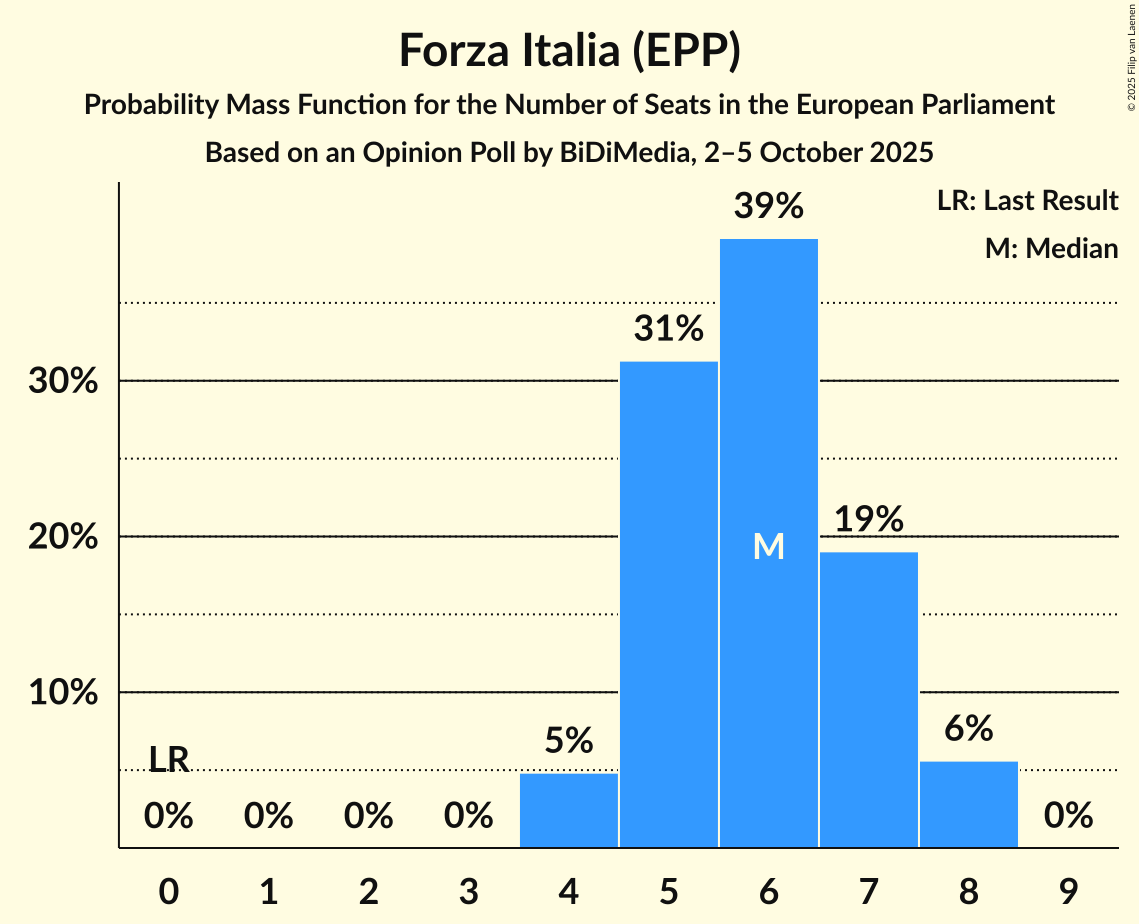 Forza Italia (EPP)
Probability Mass Function for the Number of Seats in the European Parliament
Based on an Opinion Poll by BiDiMedia, 2–5 October 2025
© 2025 Filip van Laenen
LR: Last Result
M: Median
39%
31%
30%
19%
20%
M
10%
6%
5%
LR
0% 0% 0% 0% 0%
0 1 2 3 4 5 6 7 8 9